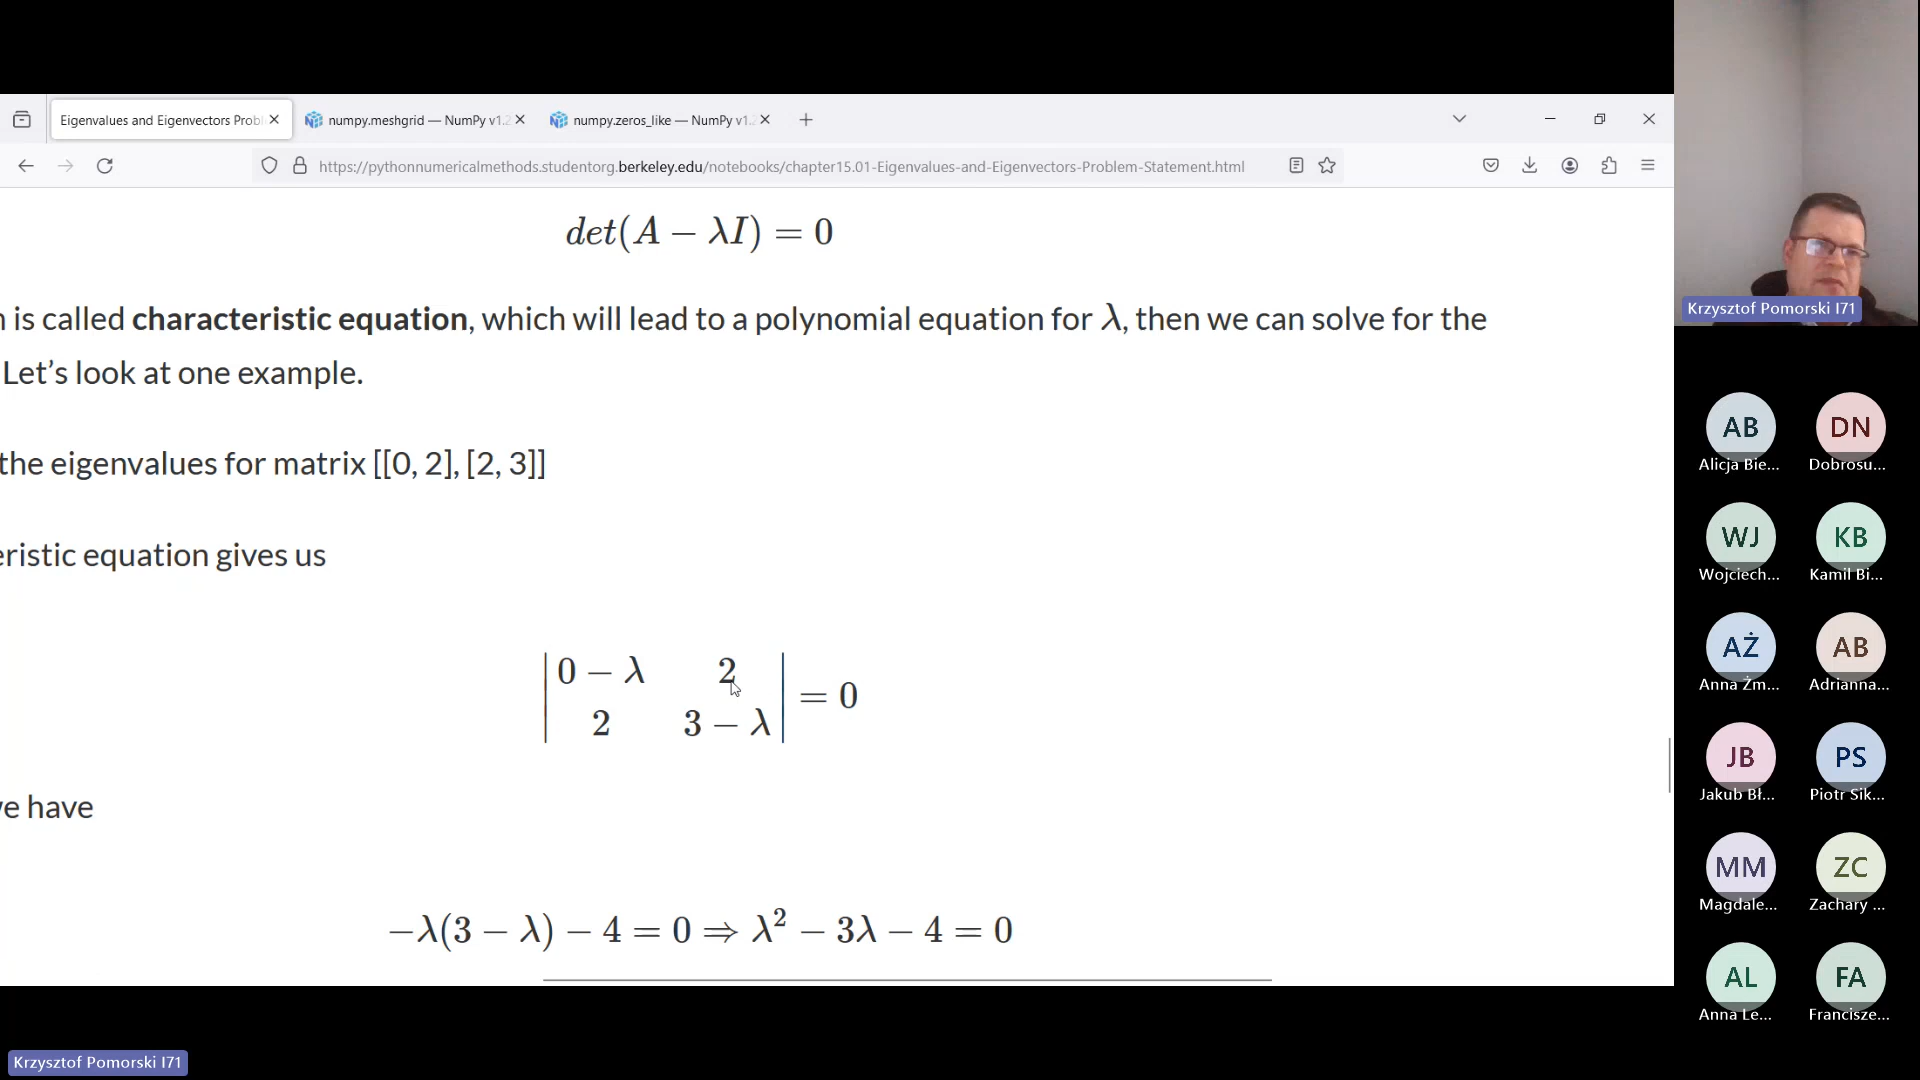 Eigenvalues and Eigenvectors Probl
numpy.meshgrid — NumPy v1.2
numpy.zeros_like — NumPy v1.2
https://pythonnumericalmethods.studentorg.berkeley.edu/notebooks/chapter15.01-Eigenvalues-and-Eigenvectors-Problem-Statement.html
det(A − λI) = 0
is called characteristic equation, which will lead to a polynomial equation for λ, then we can solve for the
Let’s look at one example.
the eigenvalues for matrix [[0, 2], [2, 3]]
eristic equation gives us
| 0 − λ 2 |
| 2 3 − λ | = 0
e have
−λ(3 − λ) − 4 = 0 ⇒ λ² − 3λ − 4 = 0
Krzysztof Pomorski I71
AB DN
Alicja Bie... Dobrosu...
WJ KB
Wojciech... Kamil Bi...
AŻ AB
Anna Żm... Adrianna...
JB PS
Jakub Bł... Piotr Sik...
MM ZC
Magdale... Zachary ...
AL FA
Anna Le... Francisze...
Krzysztof Pomorski I71